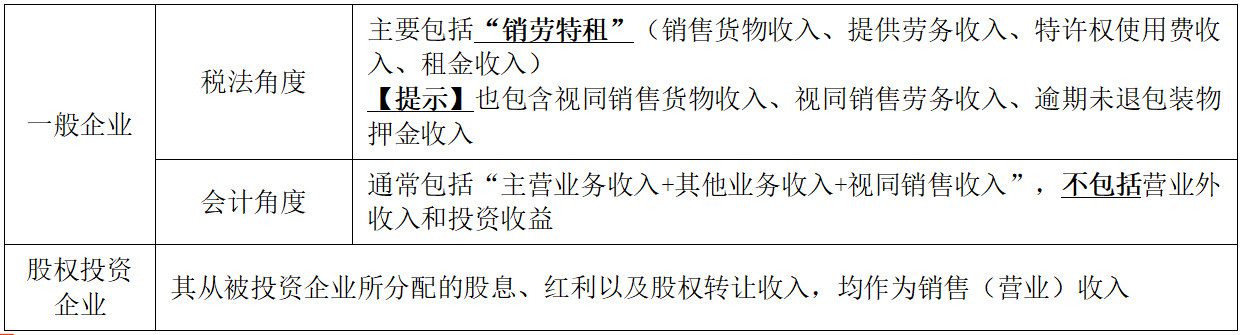 一般企业
税法角度
主要包括“销劳特租”（销售货物收入、提供劳务收入、特许权使用费收
入、租金收入）
【提示】也包含视同销售货物收入、视同销售劳务收入、逾期未退包装物
押金收入
会计角度
通常包括“主营业务收入+其他业务收入+视同销售收入”，不包括营业外
收入和投资收益
股权投资
企业
其从被投资企业所分配的股息、红利以及股权转让收入，均作为销售（营业）收入